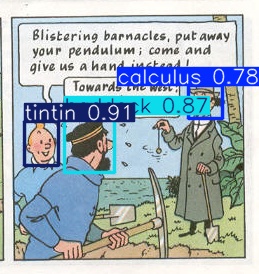 Blistering barnacles, put away
your pendulum; come and
give us a hand instead!
calculus 0.78
Towards the west!
0.87
tintin 0.91